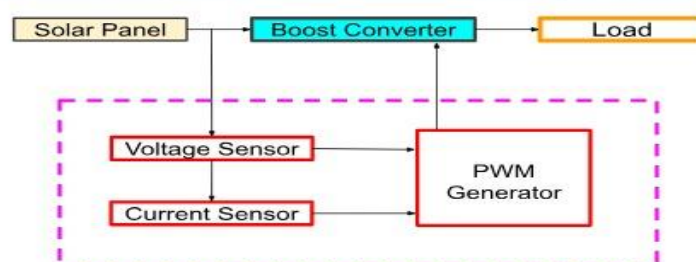 Solar Panel
Boost Converter
Load
Voltage Sensor
PWM
Generator
Current Sensor